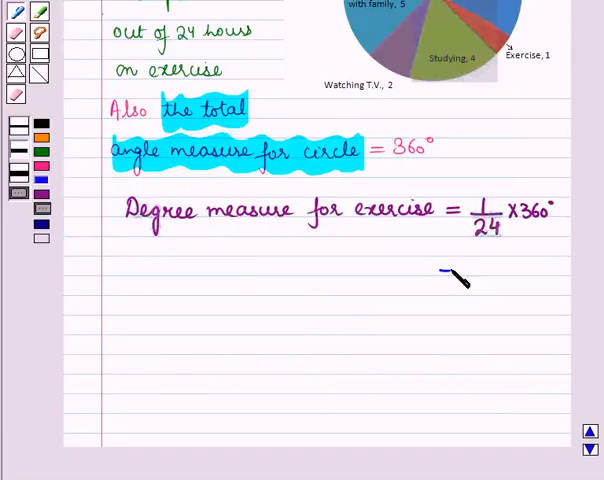 with family, 5
out of 24 hours
Exercise, 1
Studying, 4
on exercise
Watching T.V., 2
Also the total
angle measure for circle = 360°
Degree measure for exercise = 1/24 × 360°